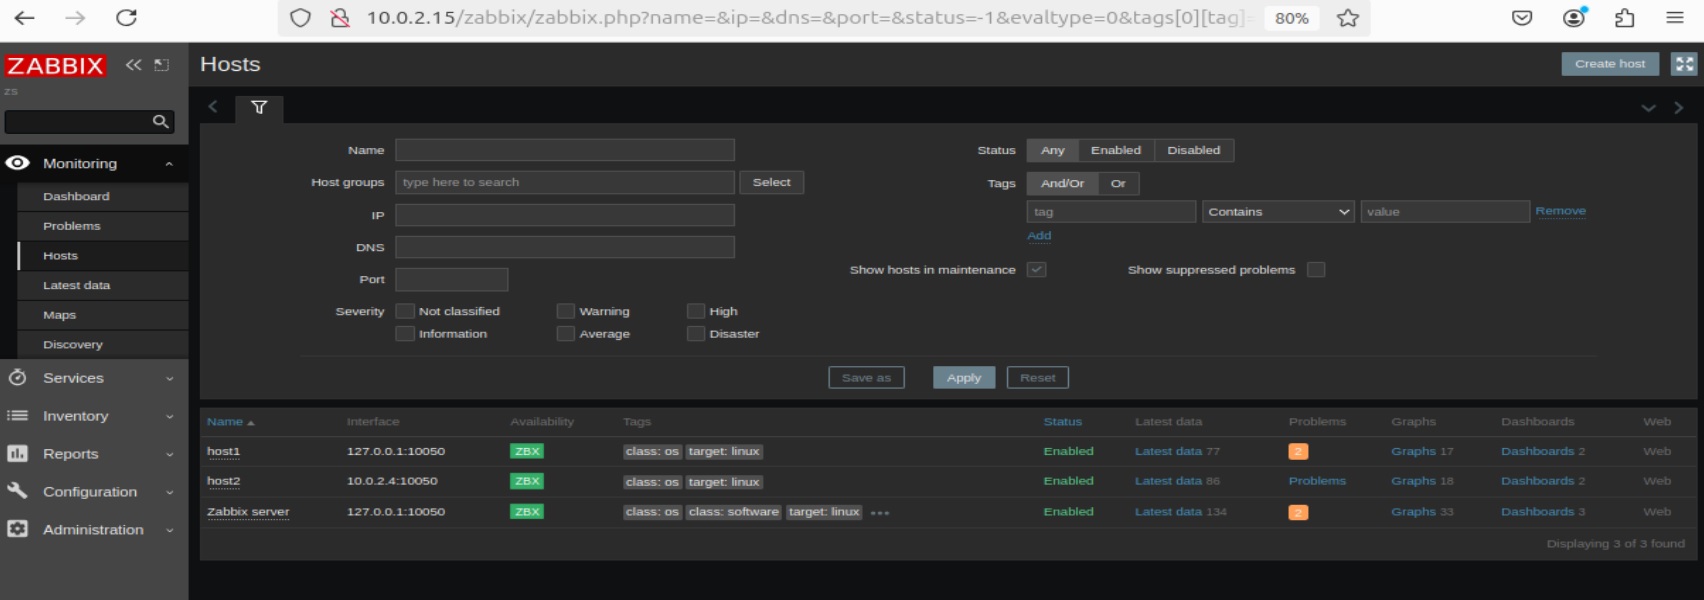 10.0.2.15/zabbix/zabbix.php?name=&ip=&dns=&port=&status=-1&evaltype=0&tags[0][tag]= 80%
ZABBIX
zs
Hosts Create host
Monitoring
Dashboard
Problems
Hosts
Latest data
Maps
Discovery
Services
Inventory
Reports
Configuration
Administration
Name
Host groups type here to search Select
IP
DNS
Port
Severity Not classified Warning High
Information Average Disaster
Status Any Enabled Disabled
Tags And/Or Or
tag Contains value Remove
Add
Show hosts in maintenance Show suppressed problems
Save as Apply Reset
Name Interface Availability Tags Status Latest data Problems Graphs Dashboards Web
host1 127.0.0.1:10050 ZBX class: os target: linux Enabled Latest data 77 2 Graphs 17 Dashboards 2 Web
host2 10.0.2.4:10050 ZBX class: os target: linux Enabled Latest data 86 Problems Graphs 18 Dashboards 2 Web
Zabbix server 127.0.0.1:10050 ZBX class: os class: software target: linux ••• Enabled Latest data 134 2 Graphs 33 Dashboards 3 Web
Displaying 3 of 3 found